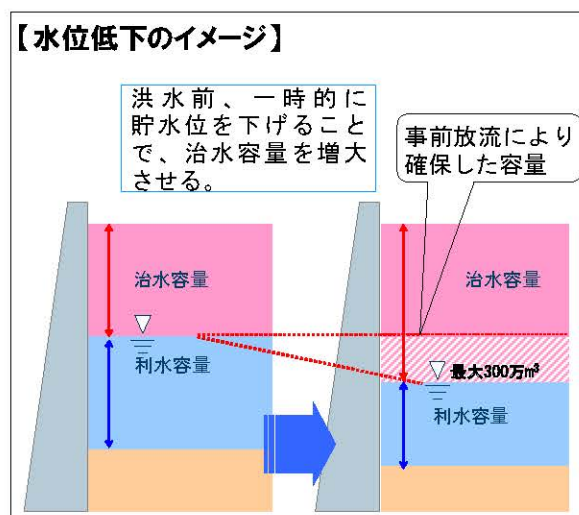 【水位低下のイメージ】
洪水前、一時的に
貯水位を下げること
で、治水容量を増大
させる。
事前放流により
確保した容量
治水容量
利水容量
治水容量
最大300万m³
利水容量